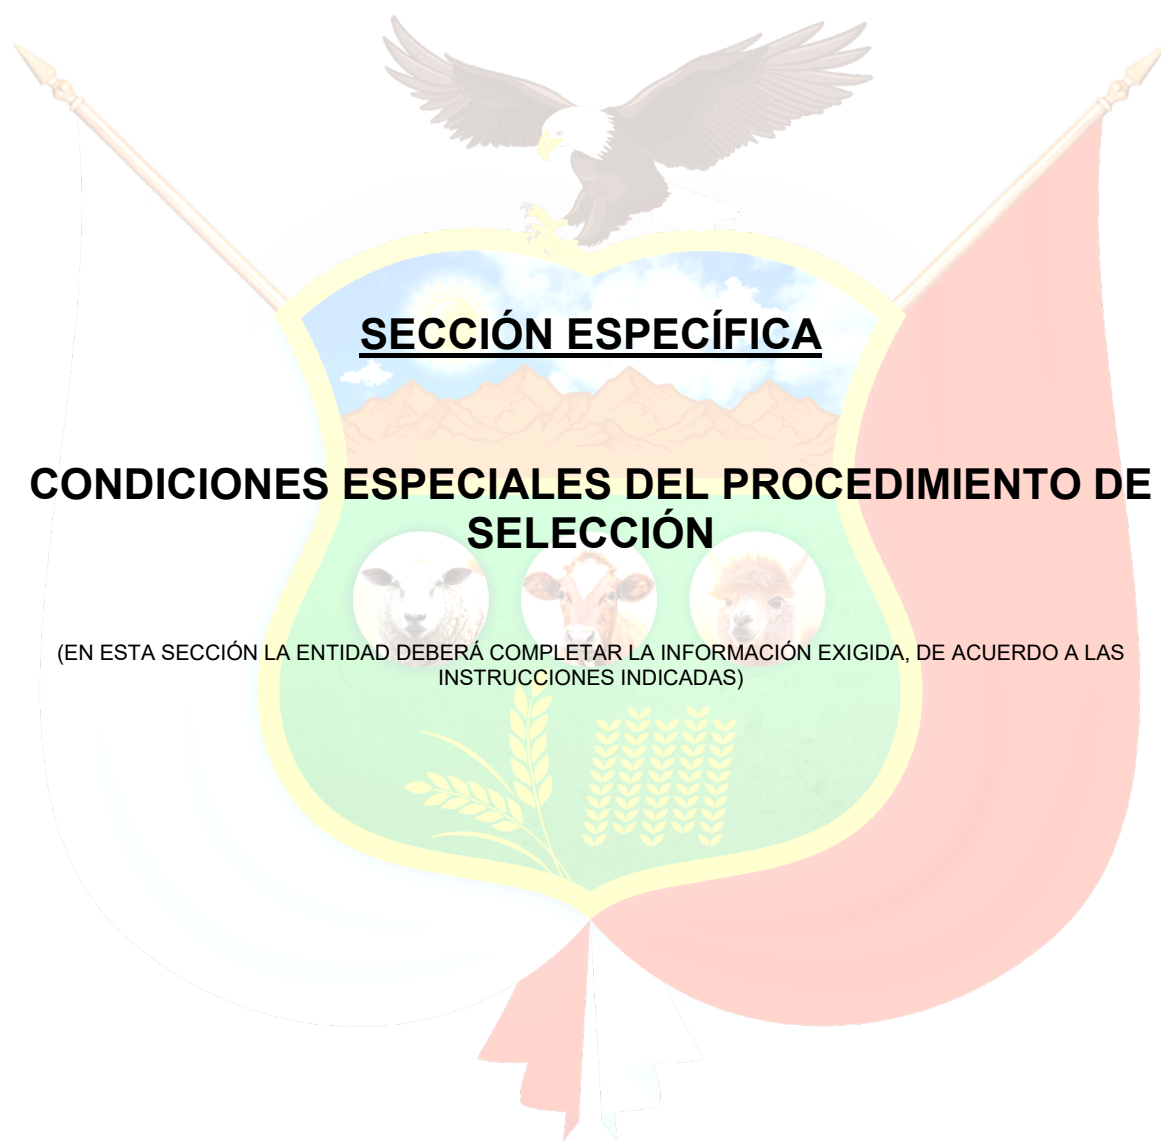 SECCIÓN ESPECÍFICA
CONDICIONES ESPECIALES DEL PROCEDIMIENTO DE
SELECCIÓN
(EN ESTA SECCIÓN LA ENTIDAD DEBERÁ COMPLETAR LA INFORMACIÓN EXIGIDA, DE ACUERDO A LAS
INSTRUCCIONES INDICADAS)